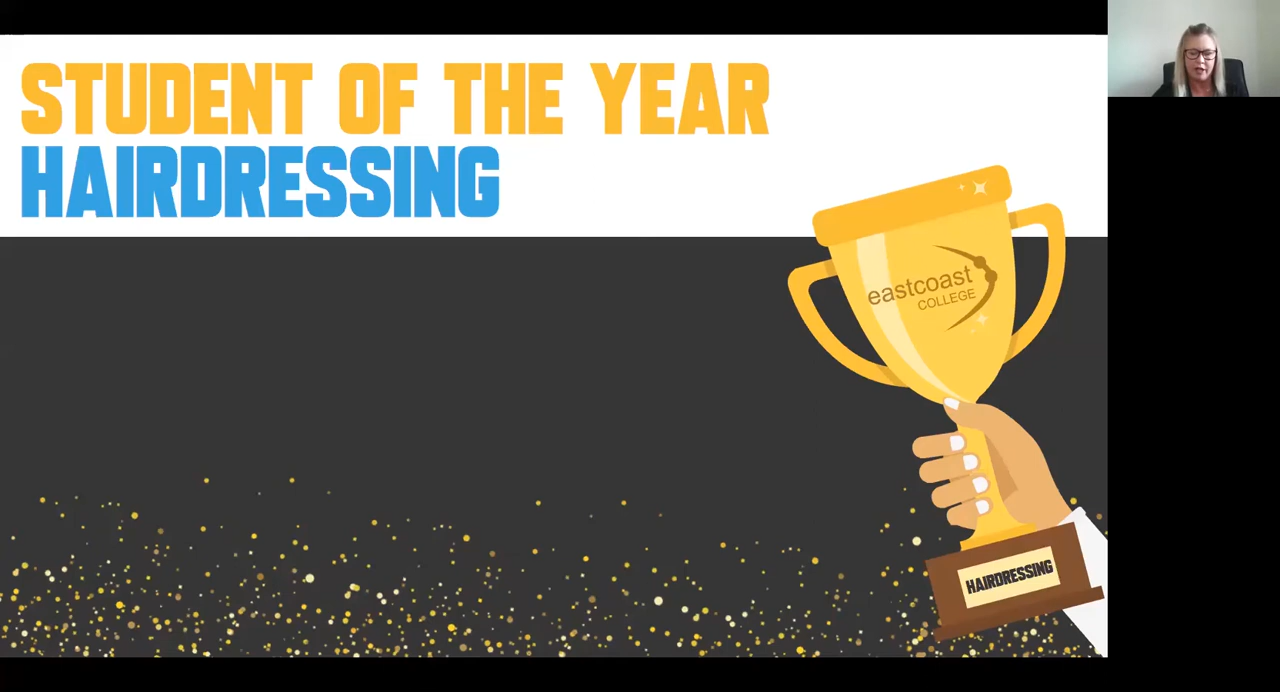 STUDENT OF THE YEAR
HAIRDRESSING
eastcoast
COLLEGE
HAIRDRESSING